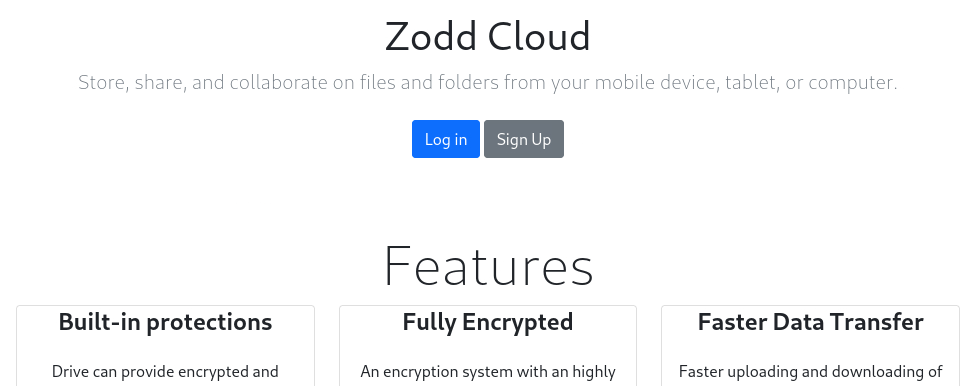 Zodd Cloud
Store, share, and collaborate on files and folders from your mobile device, tablet, or computer.
Log in Sign Up
Features
Built-in protections Fully Encrypted Faster Data Transfer
Drive can provide encrypted and An encryption system with an highly Faster uploading and downloading of